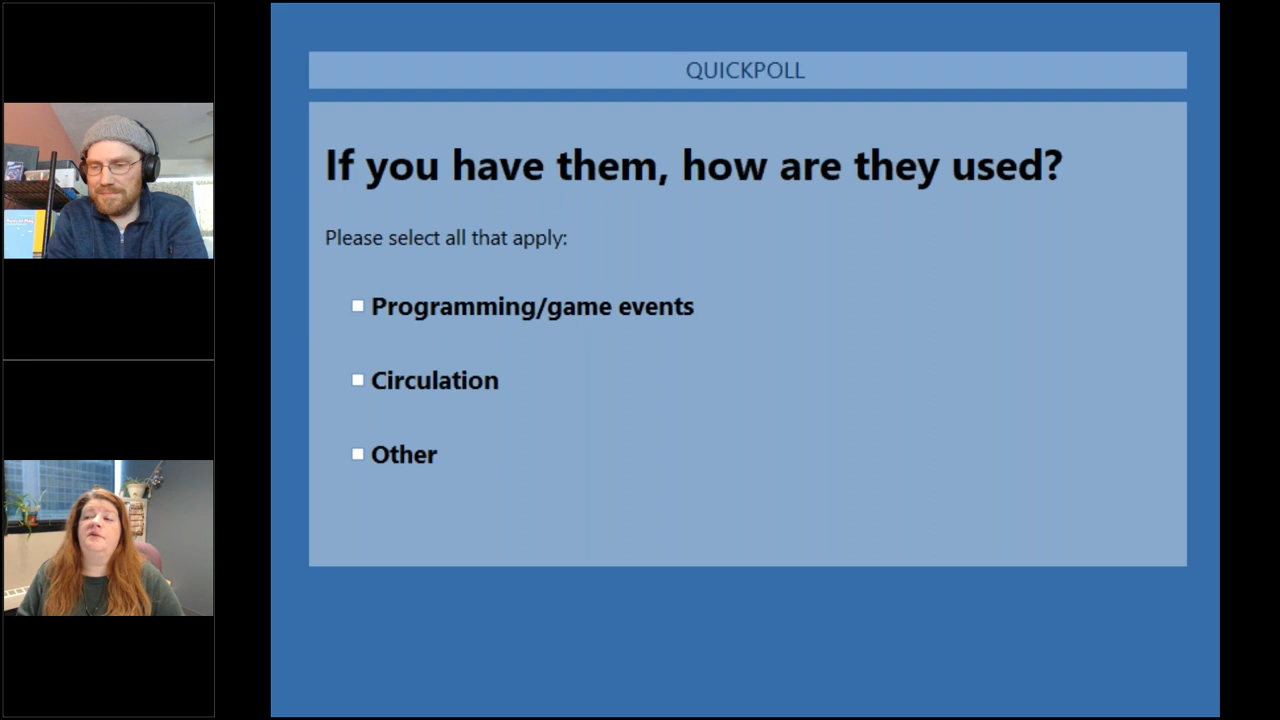 QUICKPOLL
If you have them, how are they used?
Please select all that apply:
Programming/game events
Circulation
Other